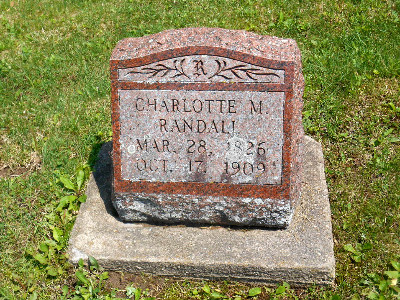 R
CHARLOTTE M.
RANDALL
MAR. 28, 1826
OCT. 17, 1909